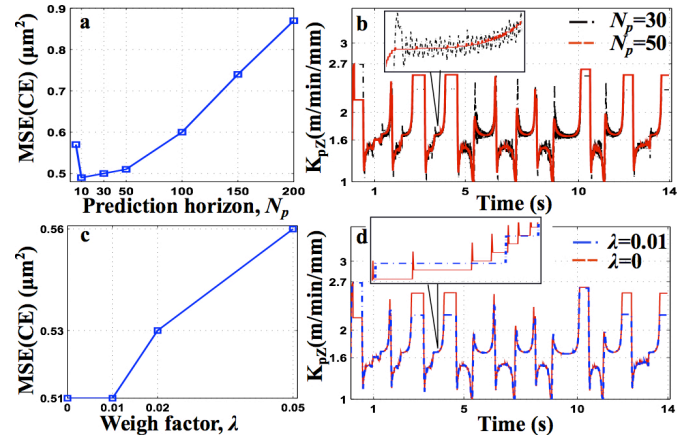 a
MSE(CE) (μm²)
0.9
0.8
0.7
0.6
0.5
10 30 50 100 150 200
Prediction horizon, Nₚ
b
Nₚ=30
Nₚ=50
KpZ(m/min/mm)
3
2.7
2
1.6
1
1 5 10 14
Time (s)
c
MSE(CE) (μm²)
0.56
0.53
0.51
0 0.01 0.02 0.05
Weigh factor, λ
d
λ=0.01
λ=0
KpZ(m/min/mm)
3
2.7
2
1.6
1
1 5 10 14
Time (s)